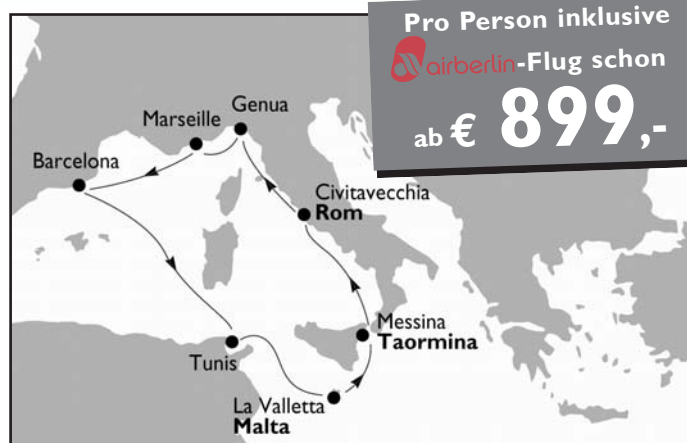 Pro Person inklusive
airberlin-Flug schon
ab € 899,-
Marseille
Genua
Barcelona
Civitavecchia
Rom
Messina
Taormina
Tunis
La Valletta
Malta